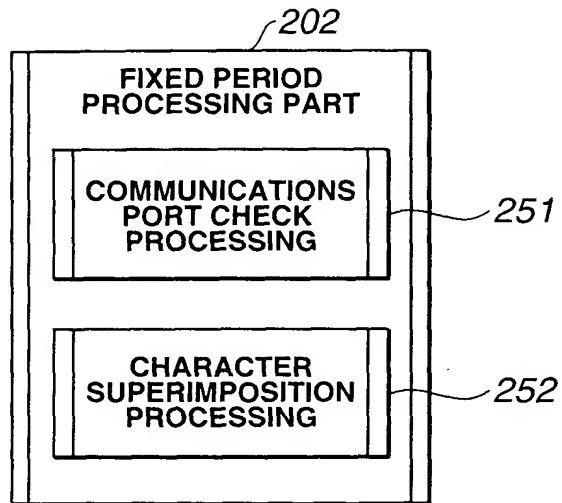 202
FIXED PERIOD
PROCESSING PART
COMMUNICATIONS
PORT CHECK
PROCESSING
251
CHARACTER
SUPERIMPOSITION
PROCESSING
252